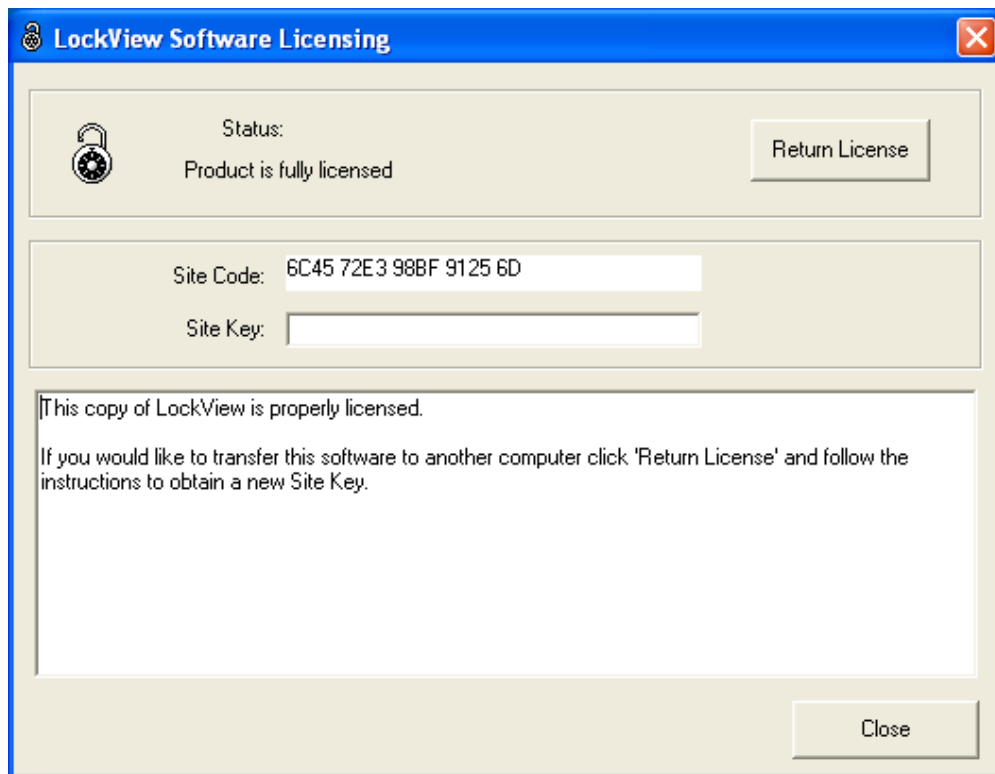 LockView Software Licensing
Status:
Product is fully licensed
Return License
Site Code: 6C45 72E3 98BF 9125 6D
Site Key:
This copy of LockView is properly licensed.
If you would like to transfer this software to another computer click 'Return License' and follow the
instructions to obtain a new Site Key.
Close